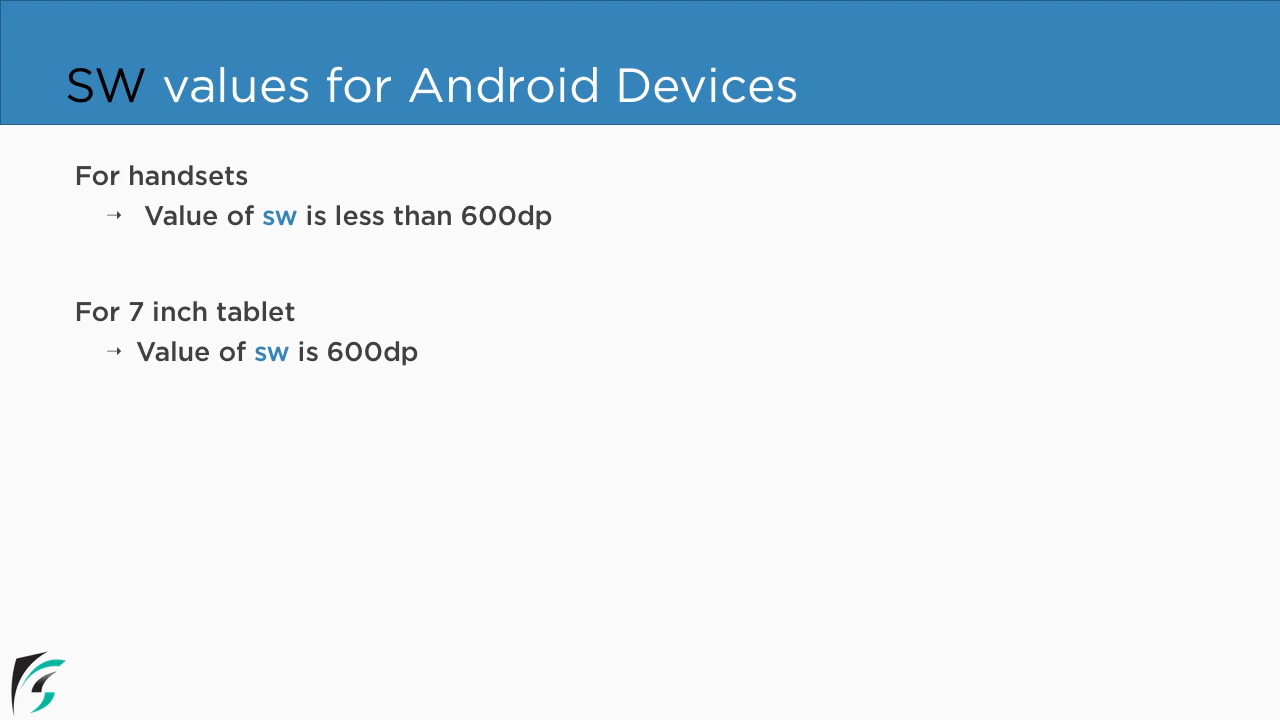 SW values for Android Devices
For handsets
➝ Value of sw is less than 600dp
For 7 inch tablet
➝ Value of sw is 600dp